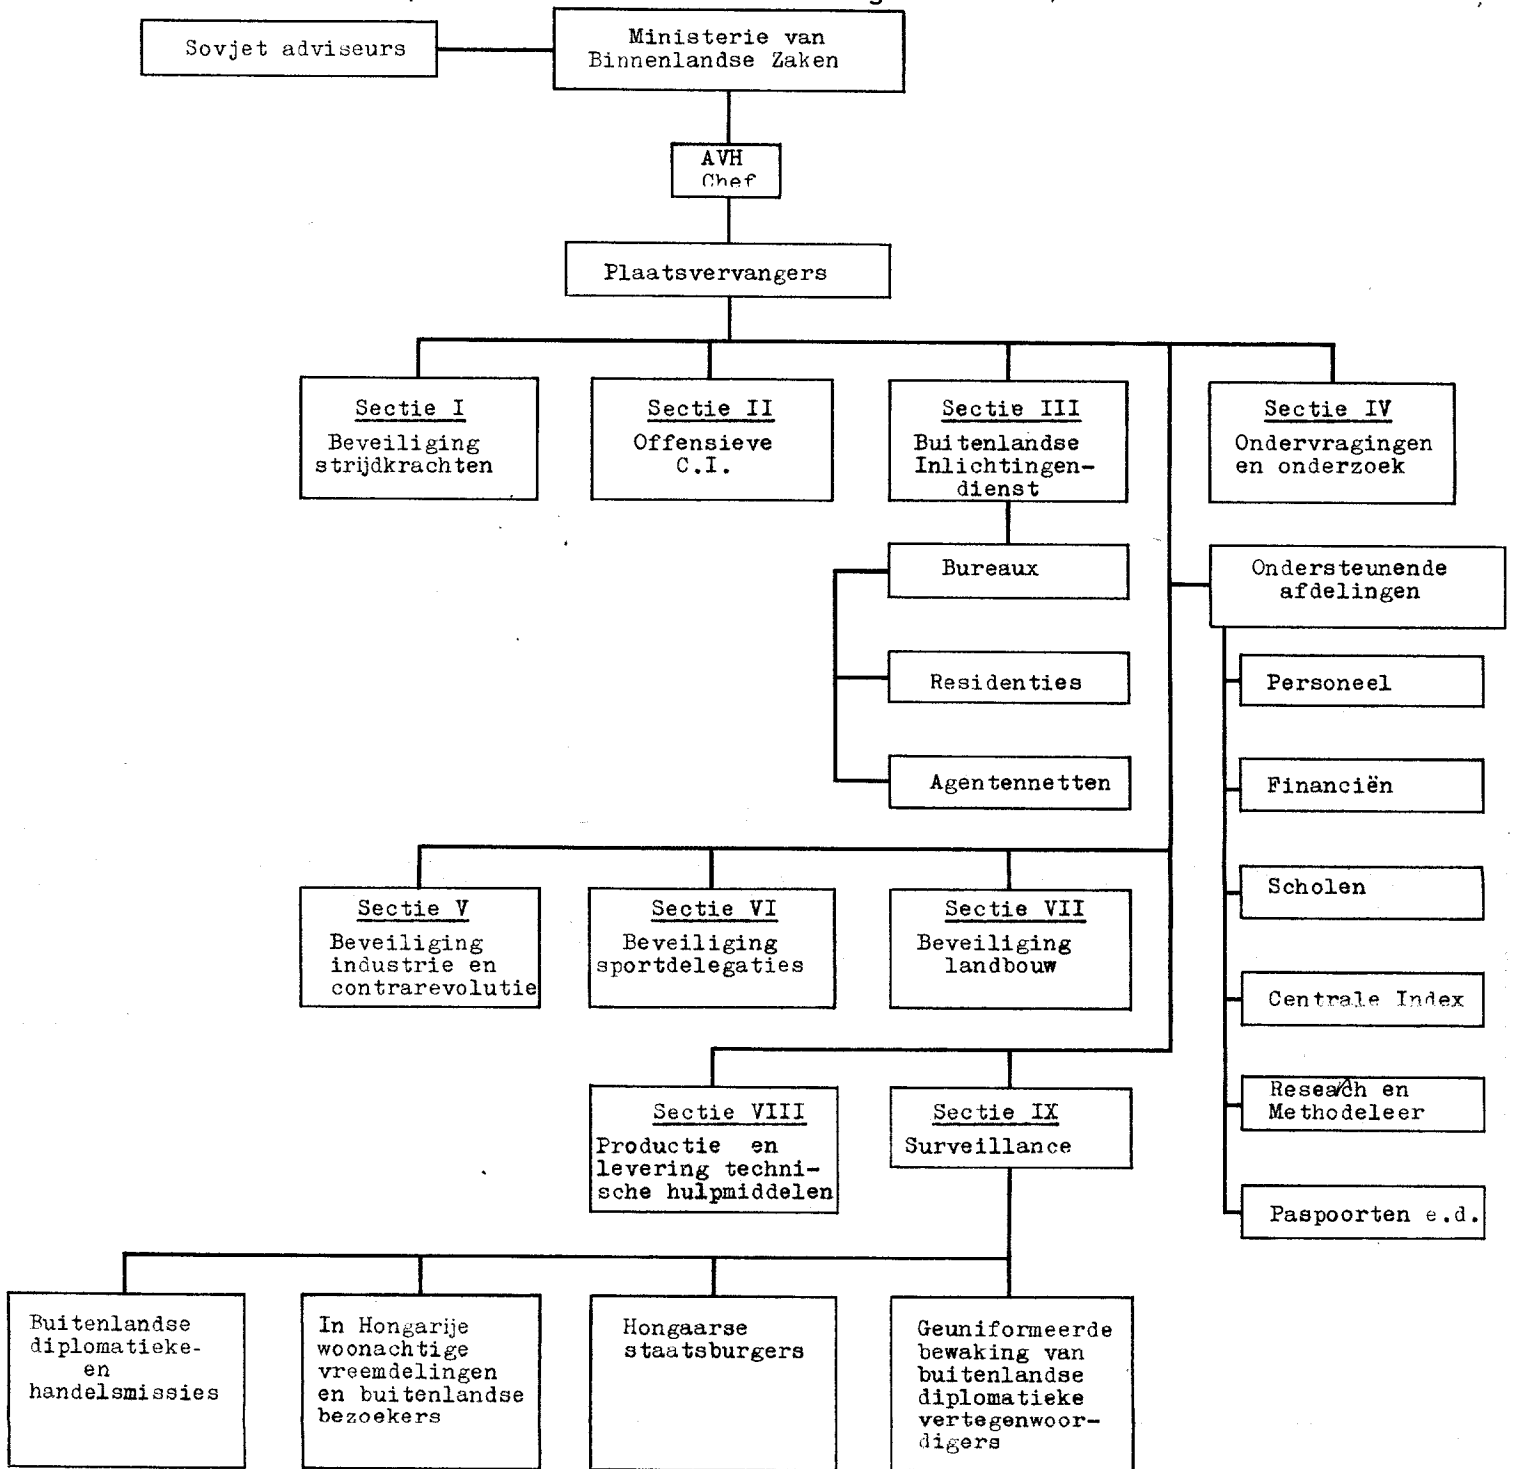 Sovjet adviseurs
Ministerie van
Binnenlandse Zaken
AVH
Chef
Plaatsvervangers
Sectie I
Beveiliging
strijdkrachten
Sectie II
Offensieve
C.I.
Sectie III
Buitenlandse
Inlichtingen-
dienst
Sectie IV
Ondervragingen
en onderzoek
Bureaux
Residenties
Agentennetten
Ondersteunende
afdelingen
Personeel
Financiën
Scholen
Centrale Index
Research en
Methodeleer
Paspoorten e.d.
Sectie V
Beveiliging
industrie en
contrarevolutie
Sectie VI
Beveiliging
sportdelegaties
Sectie VII
Beveiliging
landbouw
Sectie VIII
Productie en
levering techni-
sche hulpmiddelen
Sectie IX
Surveillance
Buitenlandse
diplomatieke-
en
handelsmissies
In Hongarije
woonachtige
vreemdelingen
en buitenlandse
bezoekers
Hongaarse
staatsburgers
Geuniformeerde
bewaking van
buitenlandse
diplomatieke
vertegenwoor-
digers